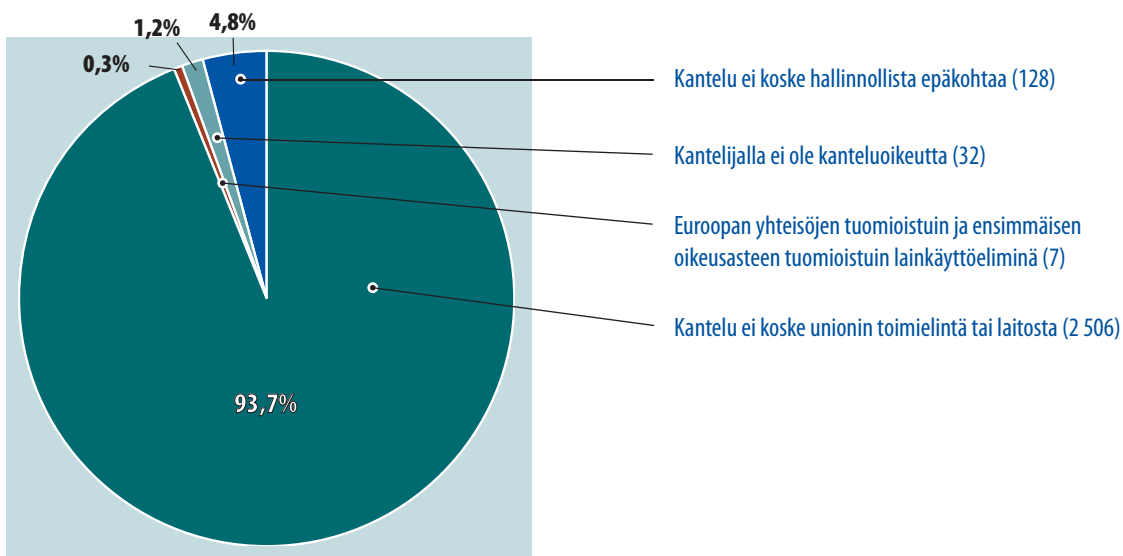 4,8%
1,2%
0,3%
Kantelu ei koske hallinnollista epäkohtaa (128)
Kantelijalla ei ole kanteluoikeutta (32)
Euroopan yhteisöjen tuomioistuin ja ensimmäisen
oikeusasteen tuomioistuin lainkäyttöeliminä (7)
Kantelu ei koske unionin toimielintä tai laitosta (2 506)
93,7%